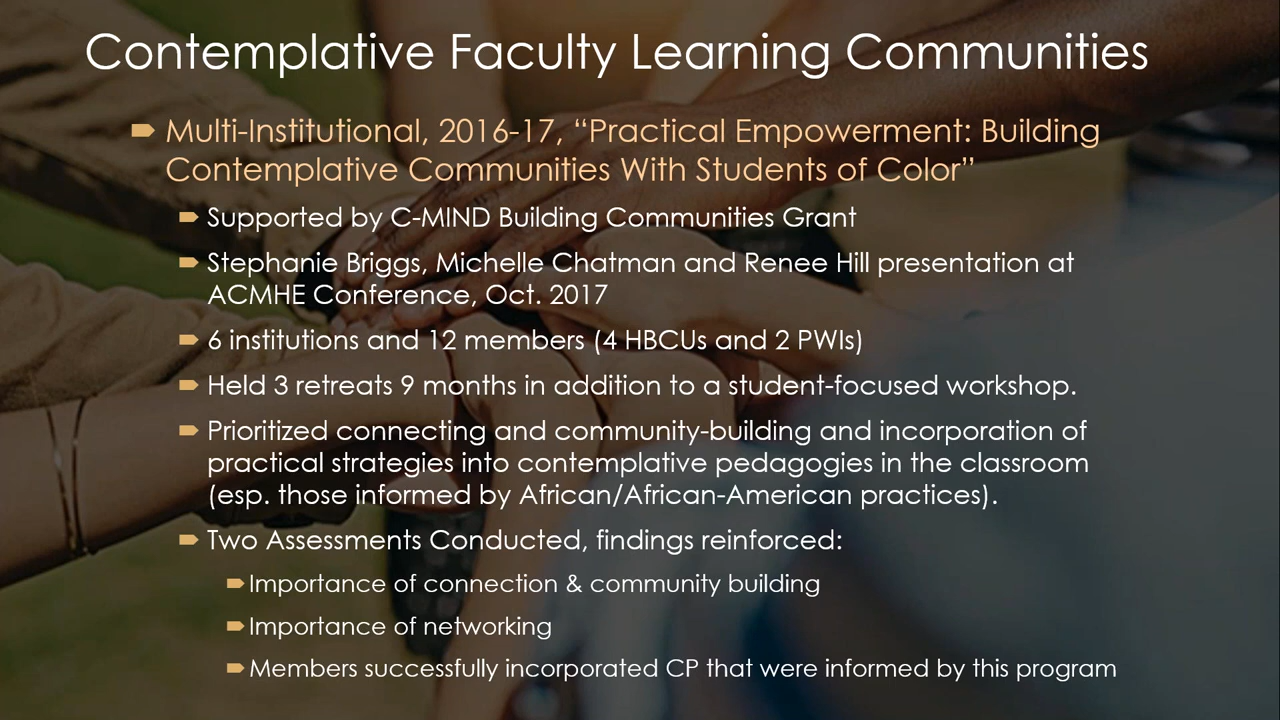 Contemplative Faculty Learning Communities
Multi-Institutional, 2016-17, “Practical Empowerment: Building
Contemplative Communities With Students of Color”
Supported by C-MIND Building Communities Grant
Stephanie Briggs, Michelle Chatman and Renee Hill presentation at
ACMHE Conference, Oct. 2017
6 institutions and 12 members (4 HBCUs and 2 PWIs)
Held 3 retreats 9 months in addition to a student-focused workshop.
Prioritized connecting and community-building and incorporation of
practical strategies into contemplative pedagogies in the classroom
(esp. those informed by African/African-American practices).
Two Assessments Conducted, findings reinforced:
Importance of connection & community building
Importance of networking
Members successfully incorporated CP that were informed by this program